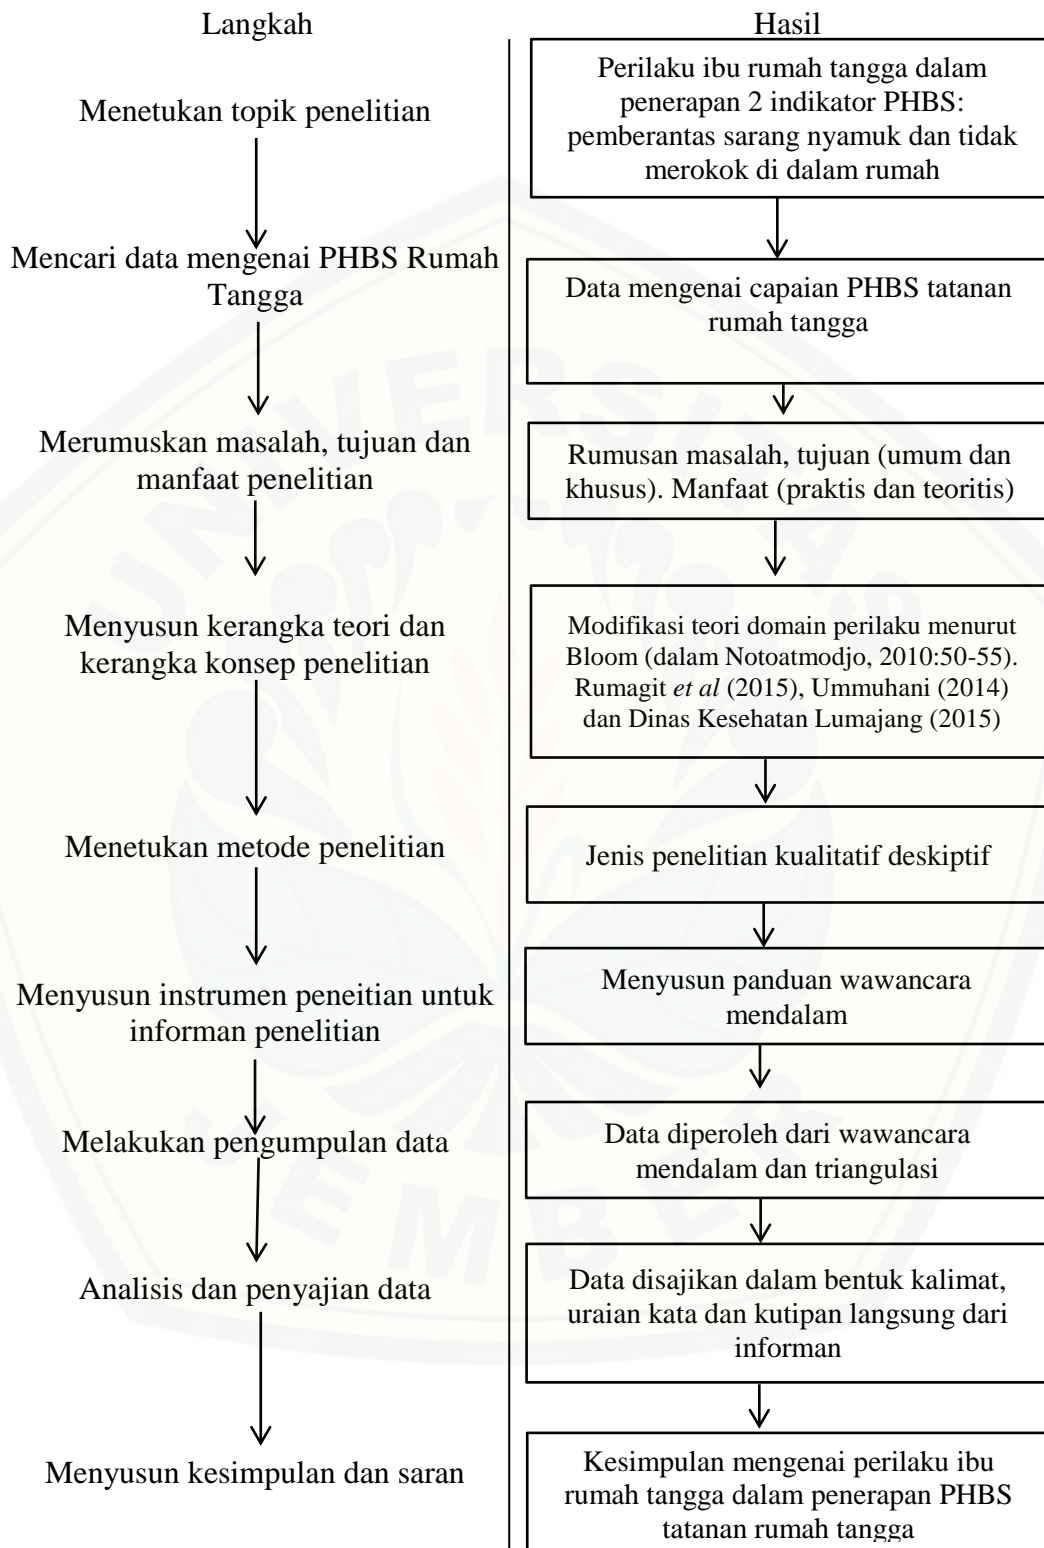 Langkah
Hasil
Menetukan topik penelitian
Perilaku ibu rumah tangga dalam
penerapan 2 indikator PHBS:
pemberantas sarang nyamuk dan tidak
merokok di dalam rumah
Mencari data mengenai PHBS Rumah
Tangga
Data mengenai capaian PHBS tatanan
rumah tangga
Merumuskan masalah, tujuan dan
manfaat penelitian
Rumusan masalah, tujuan (umum dan
khusus). Manfaat (praktis dan teoritis)
Menyusun kerangka teori dan
kerangka konsep penelitian
Modifikasi teori domain perilaku menurut
Bloom (dalam Notoatmodjo, 2010:50-55).
Rumagit et al (2015), Ummuhani (2014)
dan Dinas Kesehatan Lumajang (2015)
Menetukan metode penelitian
Jenis penelitian kualitatif deskiptif
Menyusun instrumen peneitian untuk
informan penelitian
Menyusun panduan wawancara
mendalam
Melakukan pengumpulan data
Data diperoleh dari wawancara
mendalam dan triangulasi
Analisis dan penyajian data
Data disajikan dalam bentuk kalimat,
uraian kata dan kutipan langsung dari
informan
Menyusun kesimpulan dan saran
Kesimpulan mengenai perilaku ibu
rumah tangga dalam penerapan PHBS
tatanan rumah tangga
UNIVERSITAS
JEMBER